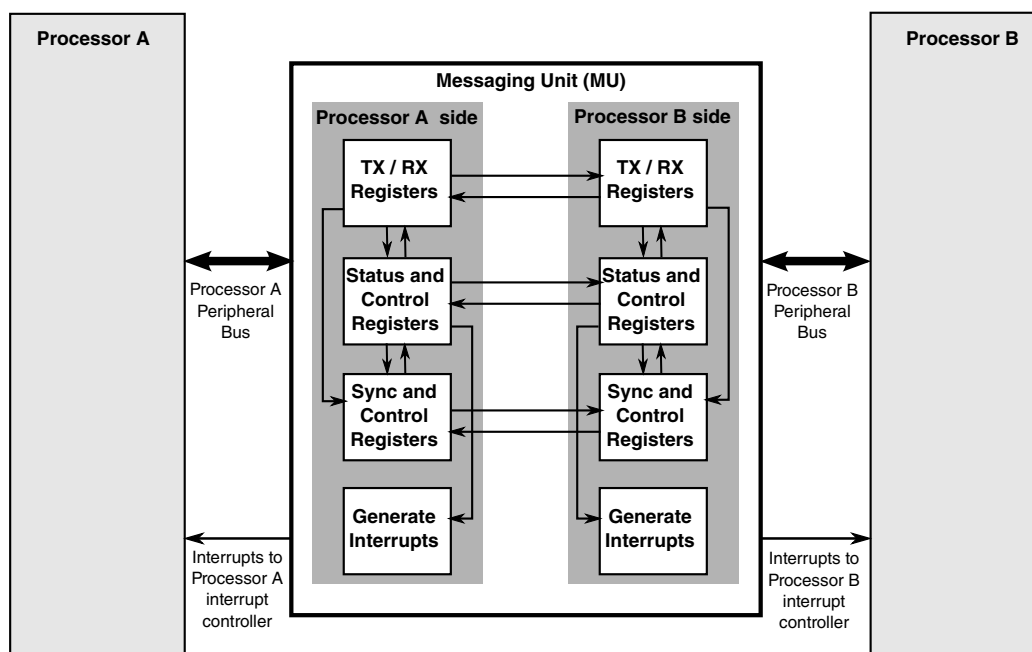 Processor A
Processor B
Messaging Unit (MU)
Processor A side
Processor B side
TX / RX
Registers
TX / RX
Registers
Status and
Control
Registers
Status and
Control
Registers
Processor A
Peripheral
Bus
Processor B
Peripheral
Bus
Sync and
Control
Registers
Sync and
Control
Registers
Generate
Interrupts
Generate
Interrupts
Interrupts to
Processor A
interrupt
controller
Interrupts to
Processor B
interrupt
controller